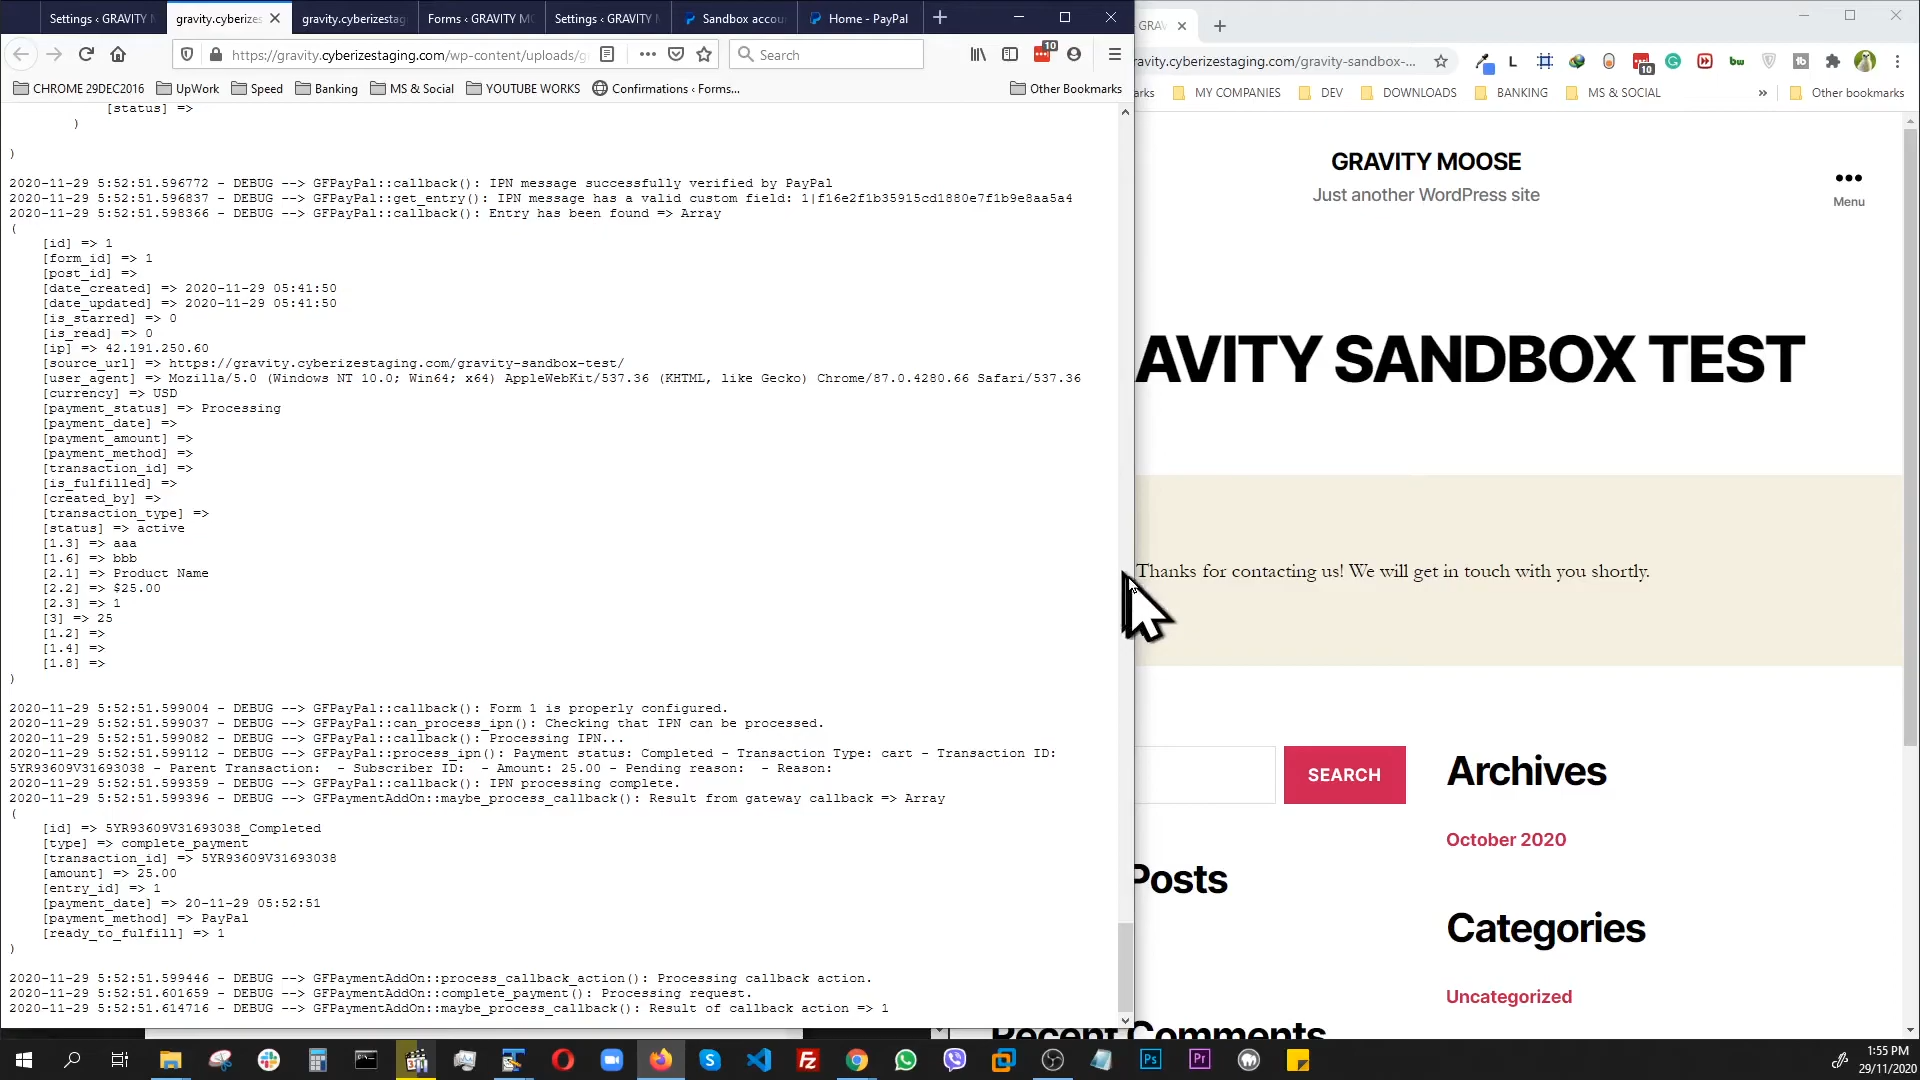 Settings ‹ GRAVITY M
gravity.cyberizes
gravity.cyberizestag
Forms ‹ GRAVITY M
Settings ‹ GRAVITY
Sandbox accou
Home - PayPal
https://gravity.cyberizestaging.com/wp-content/uploads/g
Search
10
CHROME 29DEC2016
UpWork
Speed
Banking
MS & Social
YOUTUBE WORKS
Confirmations ‹ Forms...
Other Bookmarks
[status] =>
)
)
2020-11-29 5:52:51.596772 - DEBUG --> GFPayPal::callback(): IPN message successfully verified by PayPal
2020-11-29 5:52:51.596837 - DEBUG --> GFPayPal::get_entry(): IPN message has a valid custom field: 1|f16e2f1b35915cd1880e7f1b9e8aa5a4
2020-11-29 5:52:51.598366 - DEBUG --> GFPayPal::callback(): Entry has been found => Array
(
[id] => 1
[form_id] => 1
[post_id] =>
[date_created] => 2020-11-29 05:41:50
[date_updated] => 2020-11-29 05:41:50
[is_starred] => 0
[is_read] => 0
[ip] => 42.191.250.60
[source_url] => https://gravity.cyberizestaging.com/gravity-sandbox-test/
[user_agent] => Mozilla/5.0 (Windows NT 10.0; Win64; x64) AppleWebKit/537.36 (KHTML, like Gecko) Chrome/87.0.4280.66 Safari/537.36
[currency] => USD
[payment_status] => Processing
[payment_date] =>
[payment_amount] =>
[payment_method] =>
[transaction_id] =>
[is_fulfilled] =>
[created_by] =>
[transaction_type] =>
[status] => active
[1.3] => aaa
[1.6] => bbb
[2.1] => Product Name
[2.2] => $25.00
[2.3] => 1
[3] => 25
[1.2] =>
[1.4] =>
[1.8] =>
)
2020-11-29 5:52:51.599004 - DEBUG --> GFPayPal::callback(): Form 1 is properly configured.
2020-11-29 5:52:51.599037 - DEBUG --> GFPayPal::can_process_ipn(): Checking that IPN can be processed.
2020-11-29 5:52:51.599082 - DEBUG --> GFPayPal::callback(): Processing IPN...
2020-11-29 5:52:51.599112 - DEBUG --> GFPayPal::process_ipn(): Payment status: Completed - Transaction Type: cart - Transaction ID:
5YR93609V31693038 - Parent Transaction:  - Subscriber ID:  - Amount: 25.00 - Pending reason:  - Reason:
2020-11-29 5:52:51.599359 - DEBUG --> GFPayPal::callback(): IPN processing complete.
2020-11-29 5:52:51.599396 - DEBUG --> GFPaymentAddOn::maybe_process_callback(): Result from gateway callback => Array
(
[id] => 5YR93609V31693038_Completed
[type] => complete_payment
[transaction_id] => 5YR93609V31693038
[amount] => 25.00
[entry_id] => 1
[payment_date] => 20-11-29 05:52:51
[payment_method] => PayPal
[ready_to_fulfill] => 1
)
2020-11-29 5:52:51.599446 - DEBUG --> GFPaymentAddOn::process_callback_action(): Processing callback action.
2020-11-29 5:52:51.601659 - DEBUG --> GFPaymentAddOn::complete_payment(): Processing request.
2020-11-29 5:52:51.614716 - DEBUG --> GFPaymentAddOn::maybe_process_callback(): Result of callback action => 1
GRAV
avity.cyberizestaging.com/gravity-sandbox-...
L
10
bw
arks
MY COMPANIES
DEV
DOWNLOADS
BANKING
MS & SOCIAL
Other bookmarks
GRAVITY MOOSE
Just another WordPress site
Menu
AVITY SANDBOX TEST
Thanks for contacting us! We will get in touch with you shortly.
SEARCH
Archives
October 2020
Posts
Categories
Uncategorized
Recent Comments
Ps
Pr
1:55 PM
29/11/2020